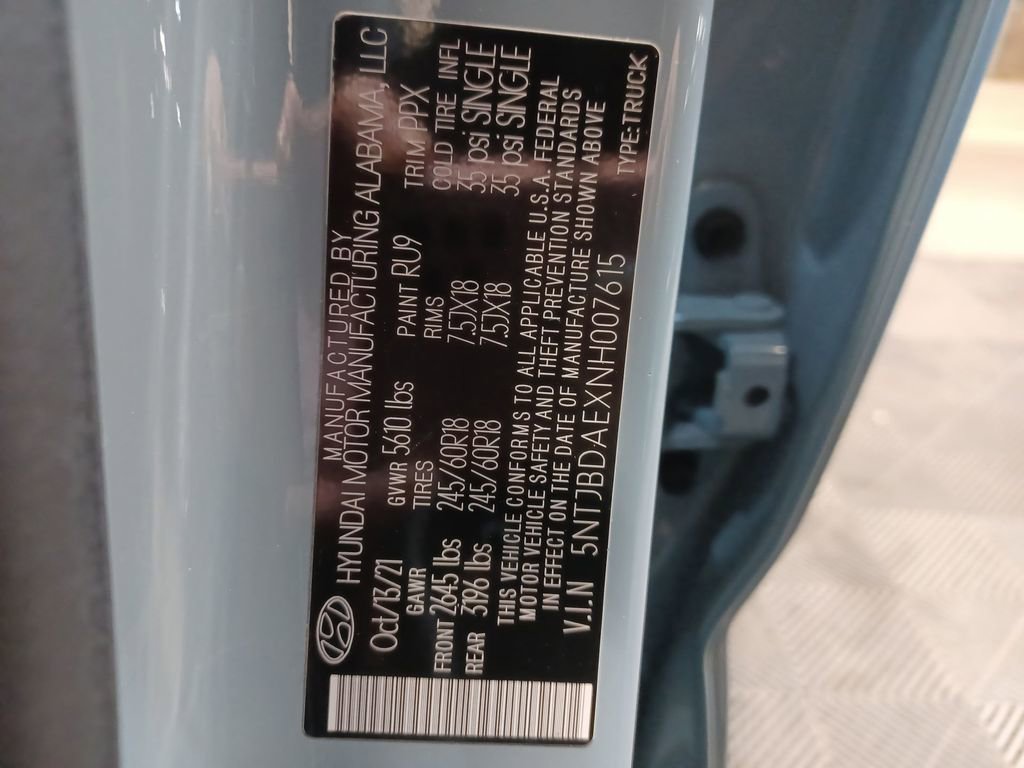 MANUFACTURED BY
HYUNDAI MOTOR MANUFACTURING ALABAMA, LLC
Oct/13/21 GVWR 5610 lbs PAINT RU9 TRIM PPX
GAWR TIRES RIMS COLD TIRE INFL
FRONT 2645 lbs 245/60R18 7.5JX18 35 psi SINGLE
REAR 3196 lbs 245/60R18 7.5JX18 35 psi SINGLE
THIS VEHICLE CONFORMS TO ALL APPLICABLE U.S.A. FEDERAL
MOTOR VEHICLE SAFETY AND THEFT PREVENTION STANDARDS
IN EFFECT ON THE DATE OF MANUFACTURE SHOWN ABOVE
V.I.N 5NTJBDAEXNH007615 TYPE:TRUCK